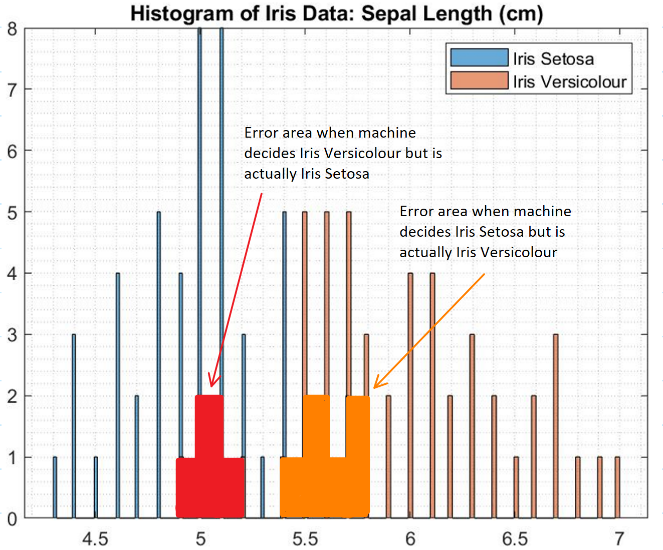 Histogram of Iris Data: Sepal Length (cm)
8
7
6
5
4
3
2
1
0
Iris Setosa
Iris Versicolour
Error area when machine
decides Iris Versicolour but is
actually Iris Setosa
Error area when machine
decides Iris Setosa but is
actually Iris Versicolour
4.5 5 5.5 6 6.5 7